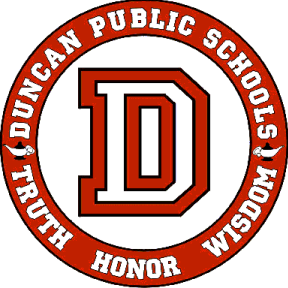 DUNCAN PUBLIC SCHOOLS
D
TRUTH HONOR WISDOM